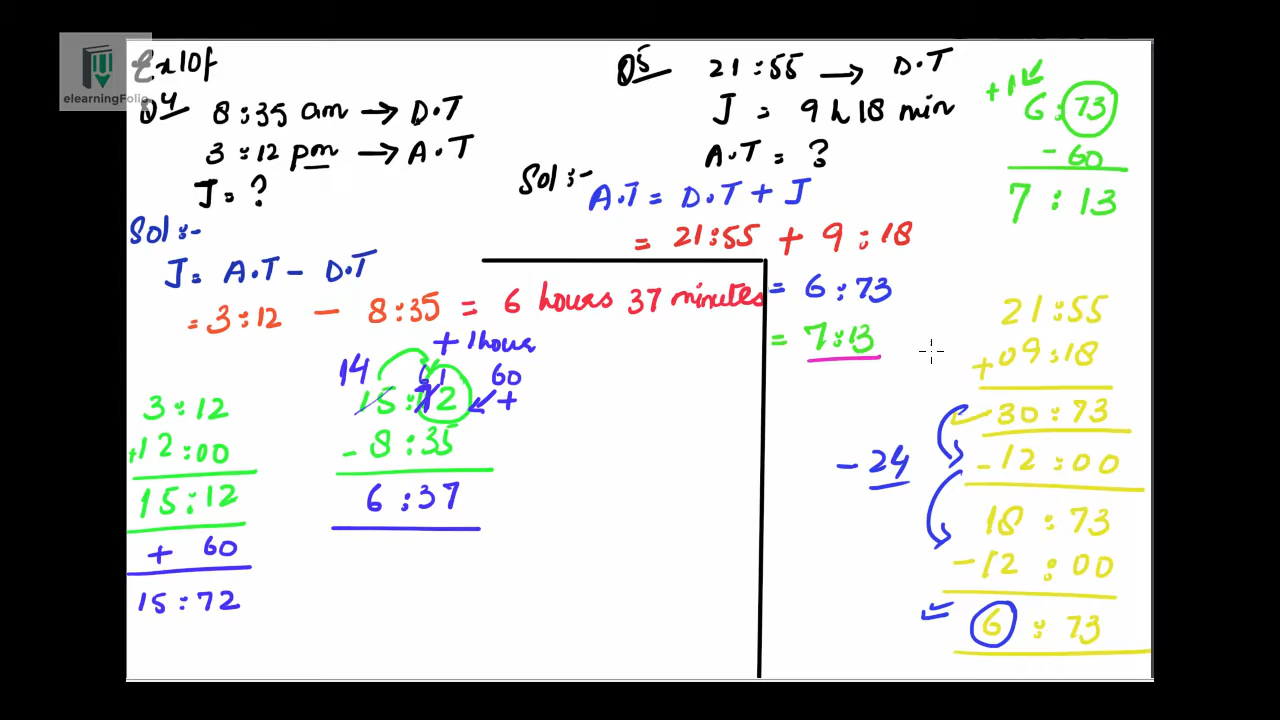 elearningFolio
Ex 10f
Q4 8:35 am → D.T
3:12 pm → A.T
J = ?
Sol:-
J = A.T - D.T
= 3:12 - 8:35 = 6 hours 37 minutes
3:12
+12:00
15:12
+ 60
15:72
+ 1 hour
14 60
+
15:12
- 8:35
6:37
Q5 21:55 → D.T
J = 9 h 18 min
A.T = ?
Sol:-
A.T = D.T + J
= 21:55 + 9:18
= 6:73
= 7:13
+1
6:73
- 60
7:13
21:55
+09:18
30:73
-12:00
-24
18:73
-12:00
6:73